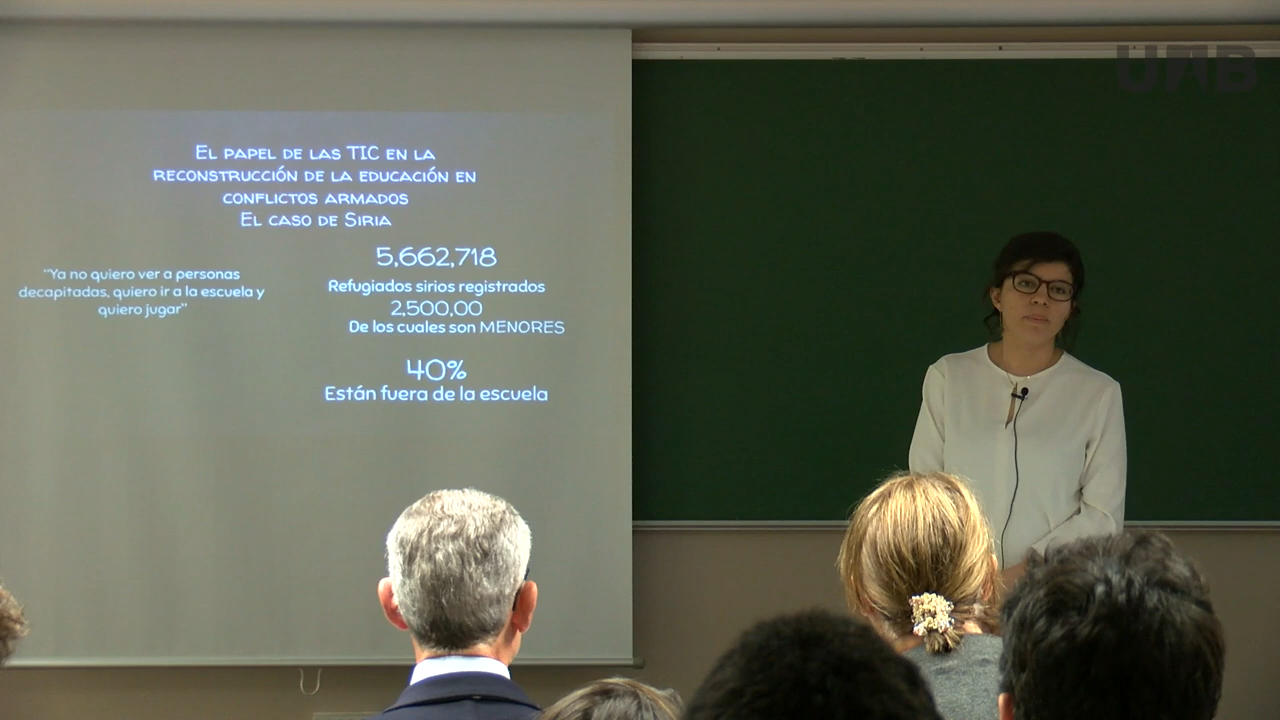 UAB
El papel de las TIC en la
reconstrucción de la educación en
conflictos armados
El caso de Siria
"Ya no quiero ver a personas
decapitadas, quiero ir a la escuela y
quiero jugar"
5,662,718
Refugiados sirios registrados
2,500,00
De los cuales son MENORES
40%
Están fuera de la escuela